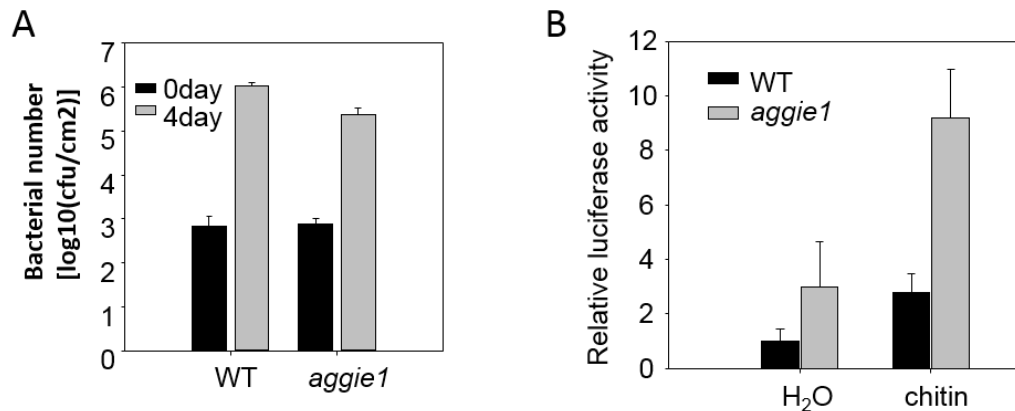 A
Bacterial number
[log10(cfu/cm2)]
7
6
5
4
3
2
1
0
0day
4day
WT
aggie1
B
Relative luciferase activity
12
10
8
6
4
2
0
WT
aggie1
H₂O
chitin